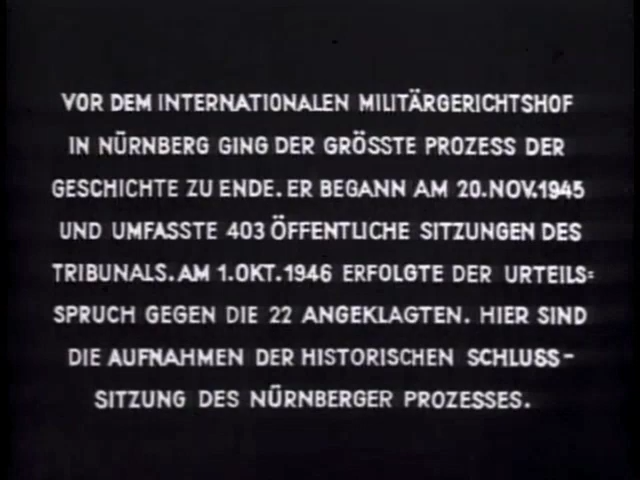 VOR DEM INTERNATIONALEN MILITÄRGERICHTSHOF
IN NÜRNBERG GING DER GRÖSSTE PROZESS DER
GESCHICHTE ZU ENDE. ER BEGANN AM 20. NOV. 1945
UND UMFASSTE 403 ÖFFENTLICHE SITZUNGEN DES
TRIBUNALS. AM 1. OKT. 1946 ERFOLGTE DER URTEILS=
SPRUCH GEGEN DIE 22 ANGEKLAGTEN. HIER SIND
DIE AUFNAHMEN DER HISTORISCHEN SCHLUSS-
SITZUNG DES NÜRNBERGER PROZESSES.